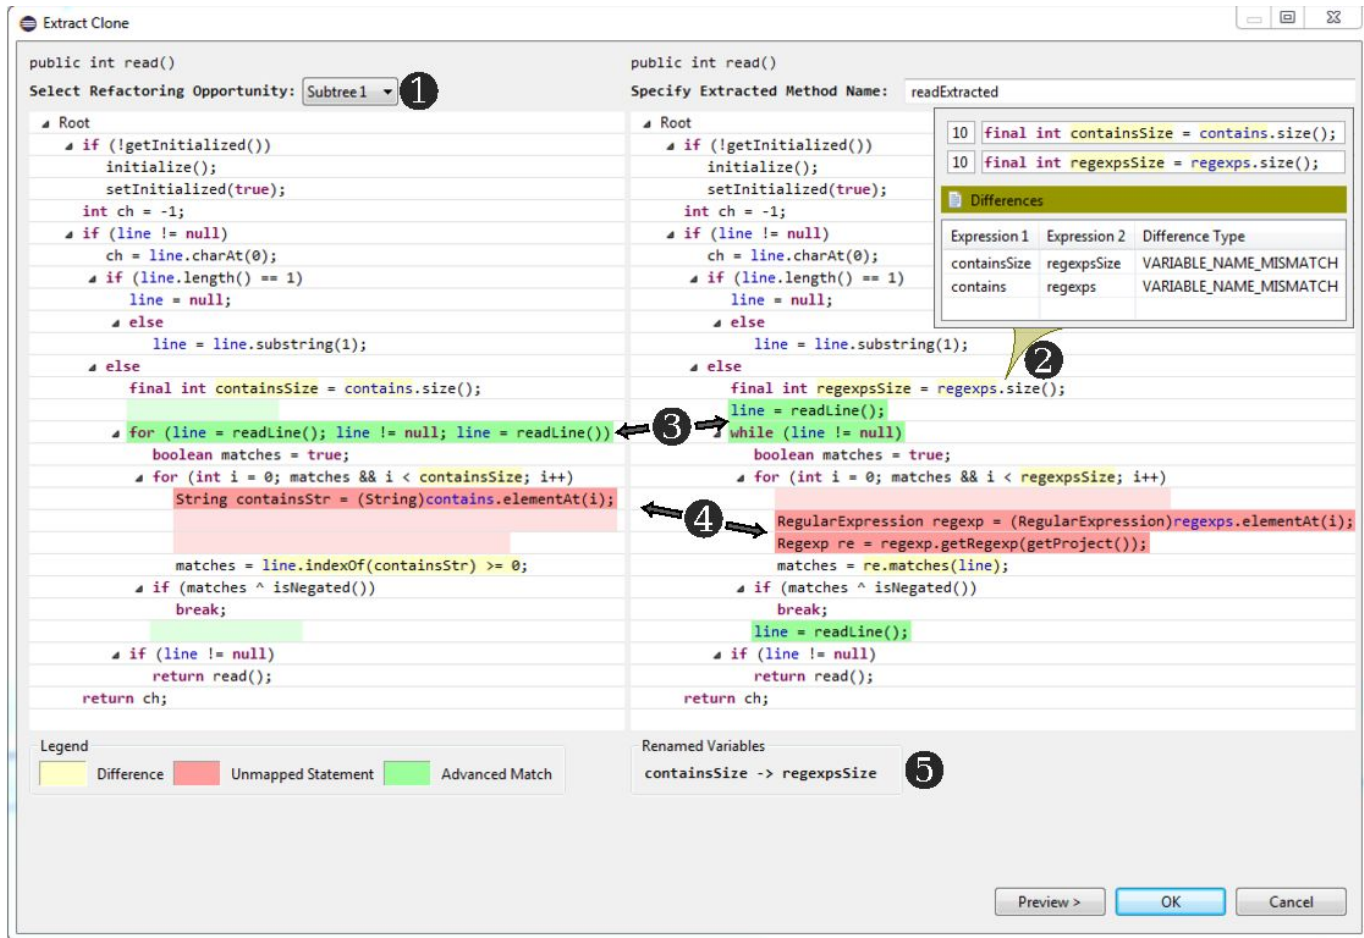 Extract Clone
public int read()
Select Refactoring Opportunity: Subtree 1
1
Root
if (!getInitialized())
initialize();
setInitialized(true);
int ch = -1;
if (line != null)
ch = line.charAt(0);
if (line.length() == 1)
line = null;
else
line = line.substring(1);
else
final int containsSize = contains.size();
for (line = readLine(); line != null; line = readLine())
boolean matches = true;
for (int i = 0; matches && i < containsSize; i++)
String containsStr = (String)contains.elementAt(i);
matches = line.indexOf(containsStr) >= 0;
if (matches ^ isNegated())
break;
if (line != null)
return read();
return ch;
public int read()
Specify Extracted Method Name: readExtracted
Root
if (!getInitialized())
initialize();
setInitialized(true);
int ch = -1;
if (line != null)
ch = line.charAt(0);
if (line.length() == 1)
line = null;
else
line = line.substring(1);
else
final int regexpsSize = regexps.size();
line = readLine();
while (line != null)
boolean matches = true;
for (int i = 0; matches && i < regexpsSize; i++)
RegularExpression regexp = (RegularExpression)regexps.elementAt(i);
Regexp re = regexp.getRegexp(getProject());
matches = re.matches(line);
if (matches ^ isNegated())
break;
line = readLine();
if (line != null)
return read();
return ch;
10 final int containsSize = contains.size();
10 final int regexpsSize = regexps.size();
Differences
Expression 1 Expression 2 Difference Type
containsSize regexpsSize VARIABLE_NAME_MISMATCH
contains regexps VARIABLE_NAME_MISMATCH
2
3
4
Legend
Difference Unmapped Statement Advanced Match
Renamed Variables
containsSize -> regexpsSize
5
Preview > OK Cancel